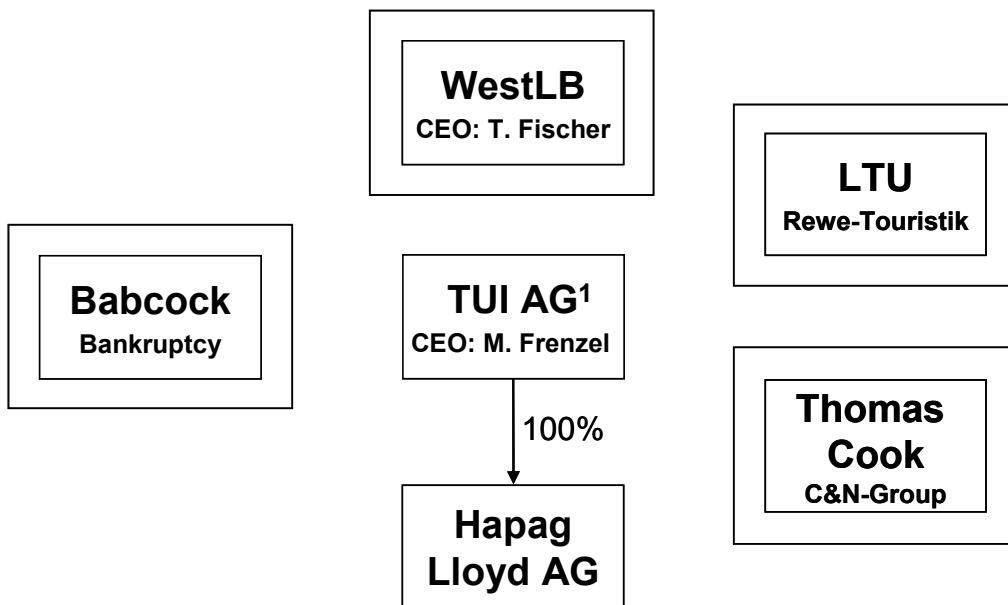 WestLB
CEO: T. Fischer
LTU
Rewe-Touristik
Babcock
Bankruptcy
TUI AG¹
CEO: M. Frenzel
100%
Thomas
Cook
C&N-Group
Hapag
Lloyd AG